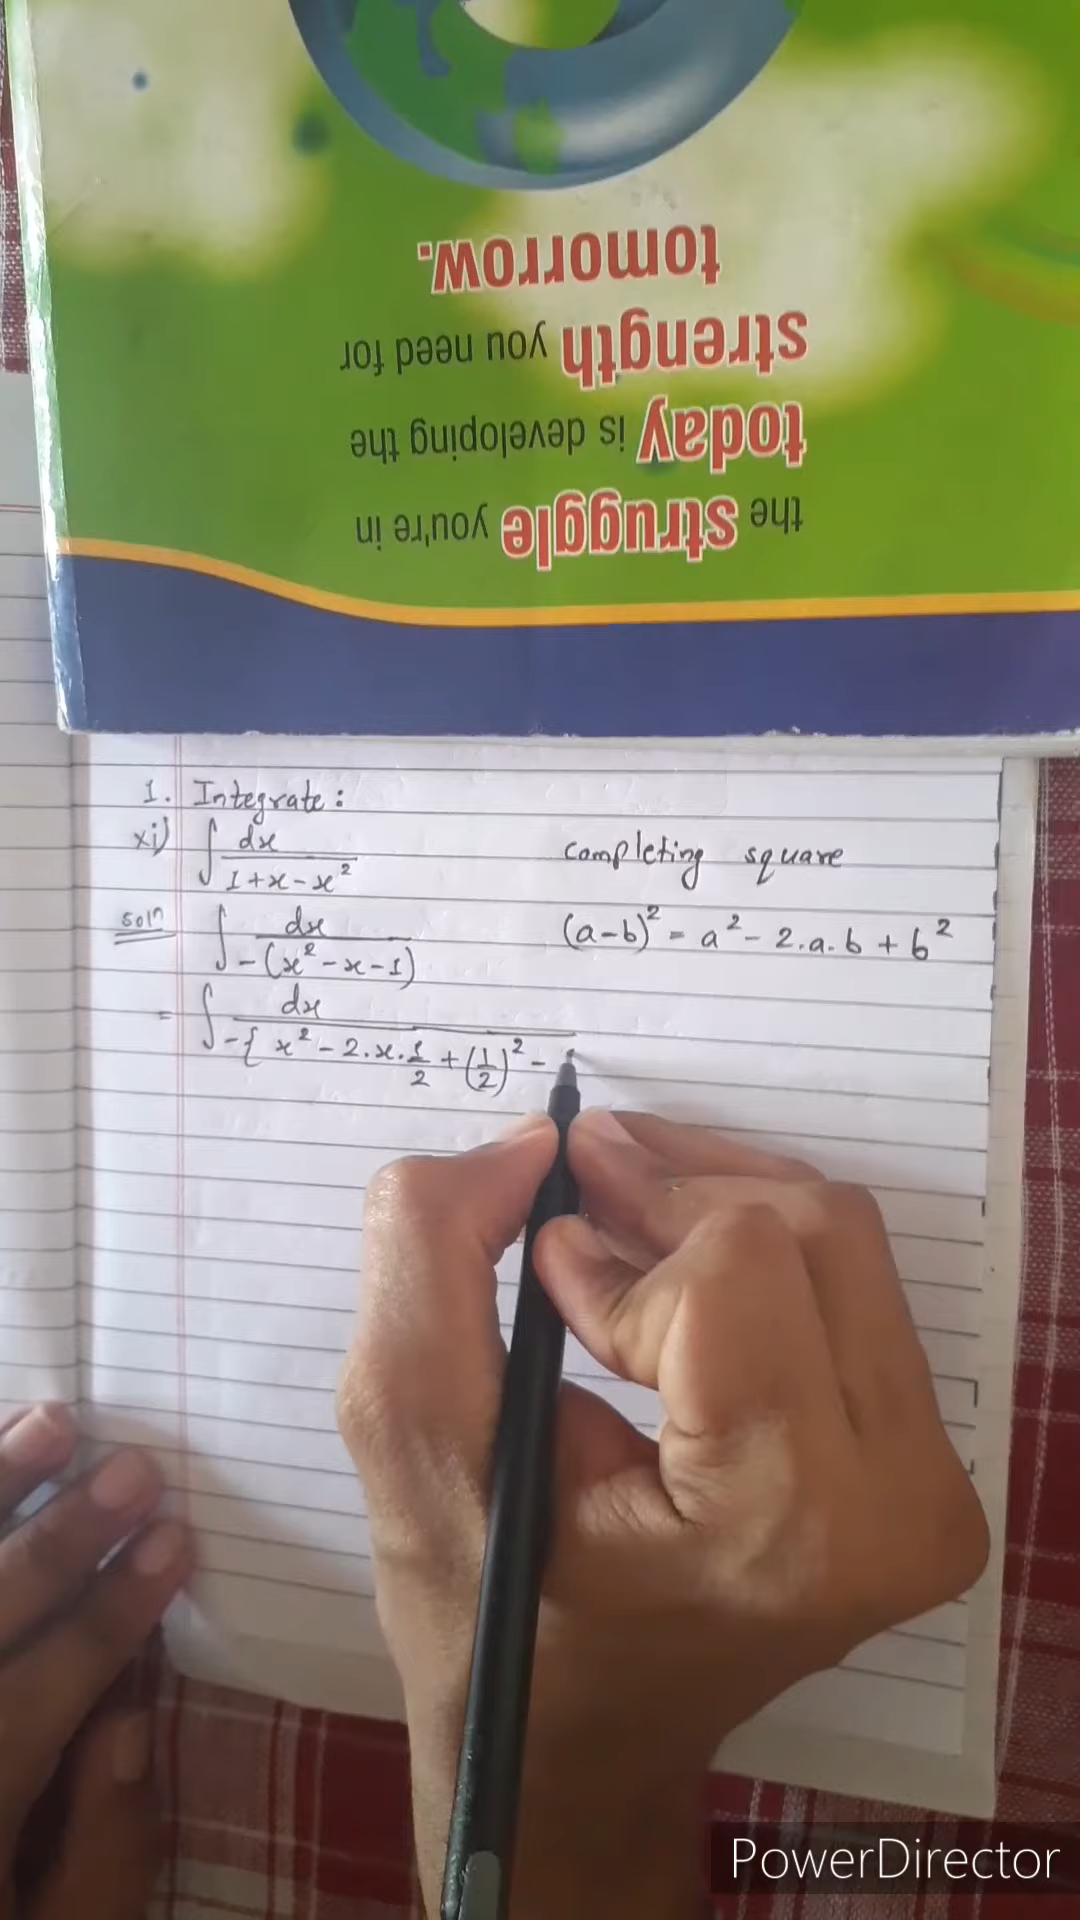 the struggle you're in
today is developing the
strength you need for
tomorrow.
1. Integrate:
xi) ∫ dx / (1+x-x²)
completing square
soln ∫ dx / -(x²-x-1)
(a-b)² = a² - 2.a.b + b²
= ∫ dx / -{ x² - 2.x.1/2 + (1/2)² -
PowerDirector